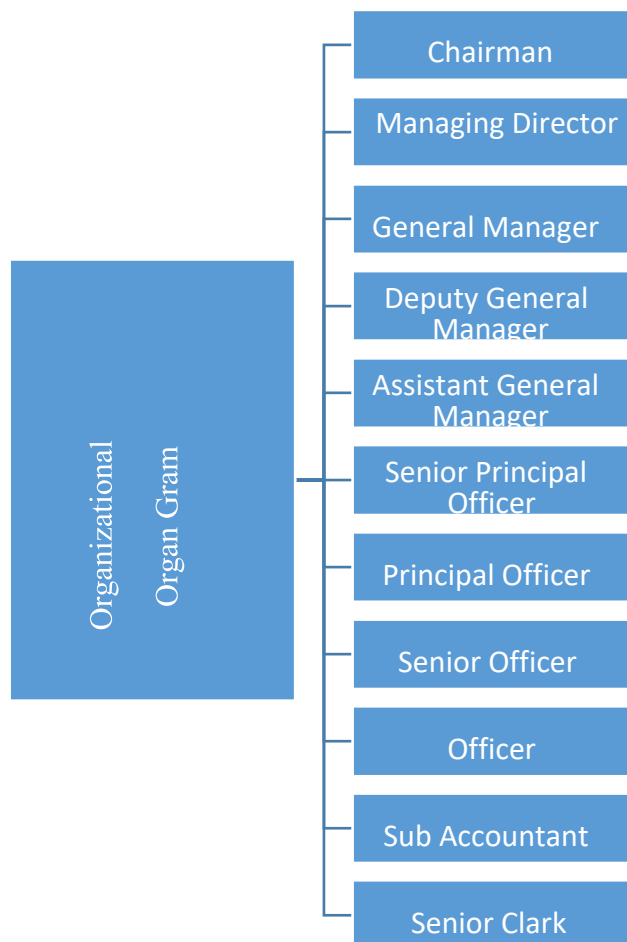 Organizational
Organ Gram
Chairman
Managing Director
General Manager
Deputy General
Manager
Assistant General
Manager
Senior Principal
Officer
Principal Officer
Senior Officer
Officer
Sub Accountant
Senior Clark